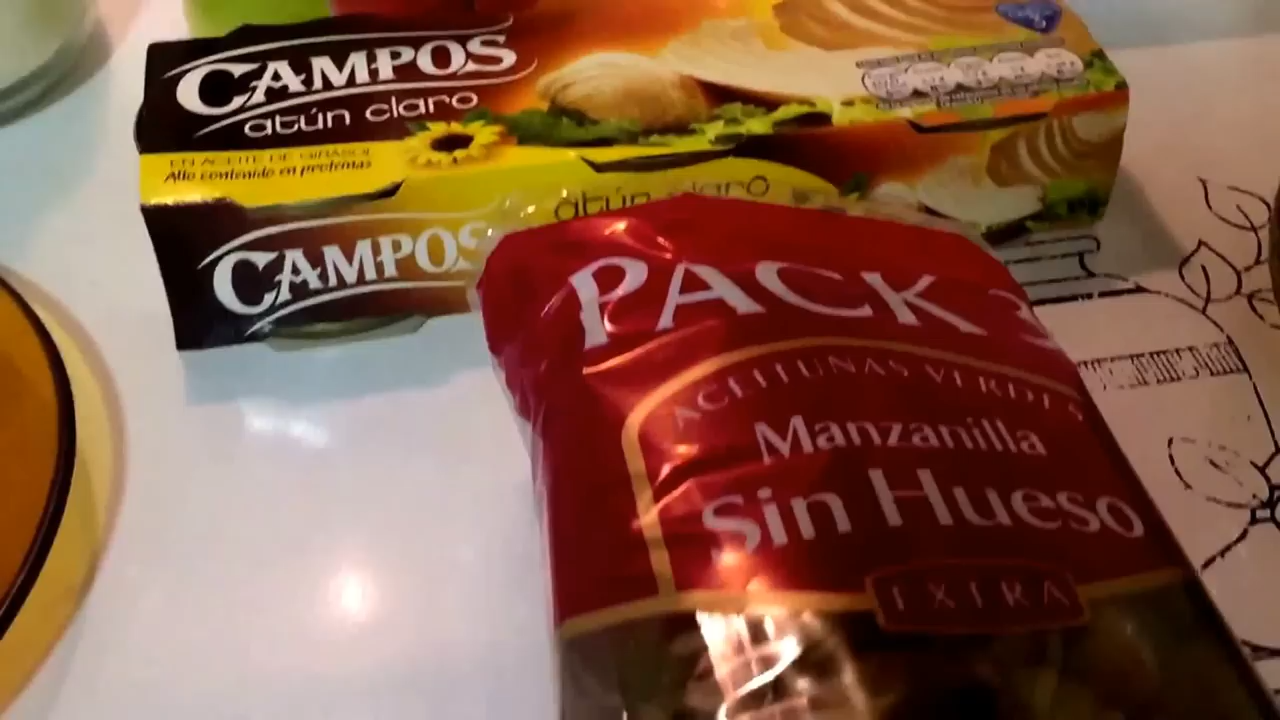 CAMPOS
atún claro
EN ACEITE DE GIRASOL
Alto contenido en proteínas
atún claro
CAMPOS
PACK 3
ACEITUNAS VERDES
Manzanilla
Sin Hueso
EXTRA